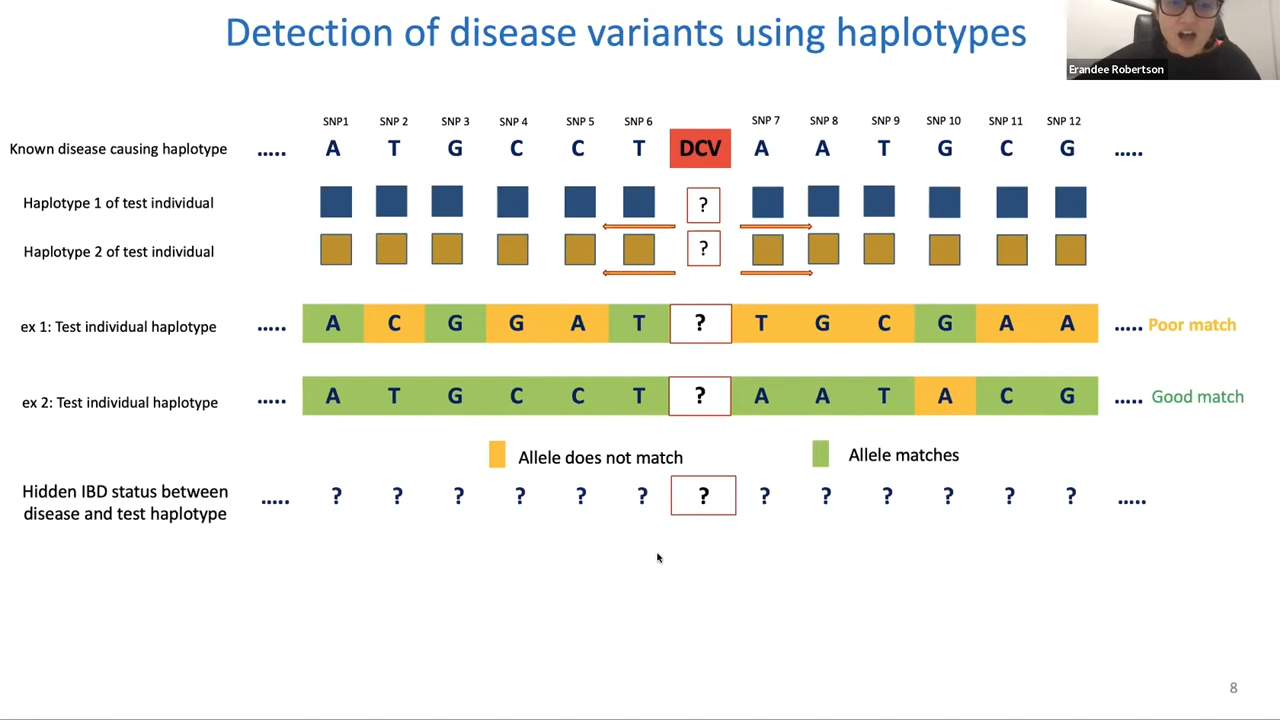 Detection of disease variants using haplotypes
Erandee Robertson
SNP1 SNP 2 SNP 3 SNP 4 SNP 5 SNP 6 SNP 7 SNP 8 SNP 9 SNP 10 SNP 11 SNP 12
Known disease causing haplotype ..... A T G C C T DCV A A T G C G .....
Haplotype 1 of test individual ?
Haplotype 2 of test individual ?
ex 1: Test individual haplotype ..... A C G G A T ? T G C G A A ..... Poor match
ex 2: Test individual haplotype ..... A T G C C T ? A A T A C G ..... Good match
Allele does not match Allele matches
Hidden IBD status between
disease and test haplotype ..... ? ? ? ? ? ? ? ? ? ? ? ? ? .....
8